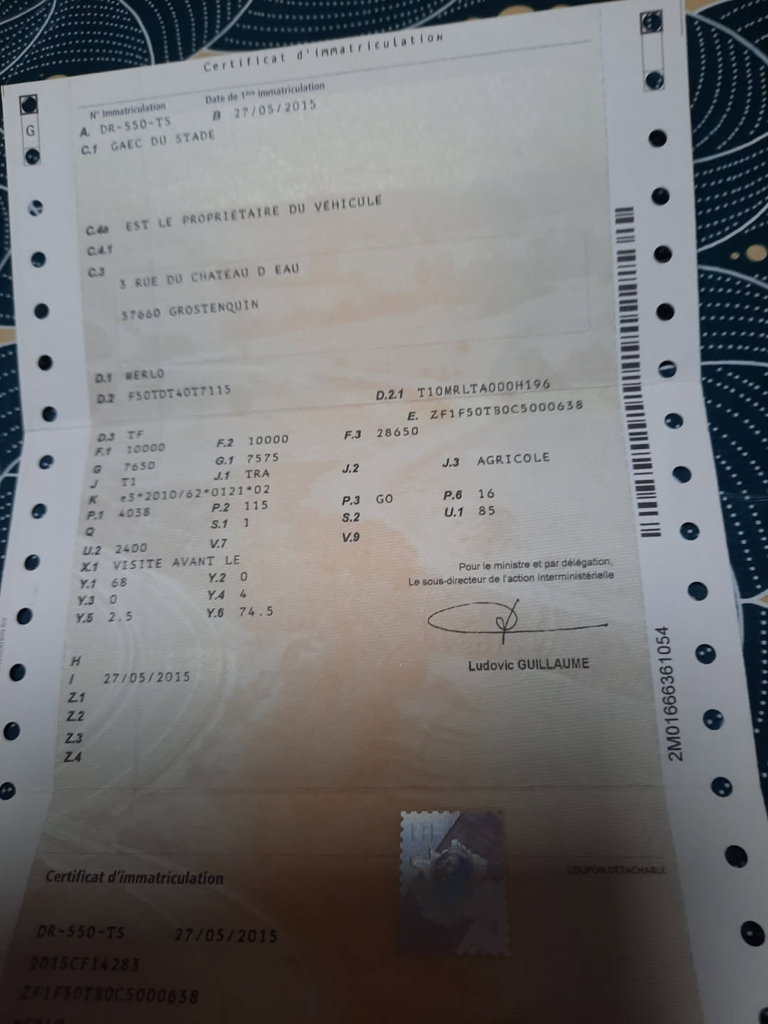 Certificat d'immatriculation
N° Immatriculation Date de 1ère immatriculation
A. DR-550-TS B 27/05/2015
C.1 GAEC DU STADE
C.4a EST LE PROPRIETAIRE DU VEHICULE
C.4.1
C.3
3 RUE DU CHATEAU D EAU
57660 GROSTENQUIN
D.1 MERLO
D.2 F50TDT40T7115 D.2.1 T10MRLTA000H196
E. ZF1F50TB0C5000638
D.3 TF
F.1 10000 F.2 10000 F.3 28650
G 7650 G.1 7575
J T1 J.1 TRA J.2 J.3 AGRICOLE
K e3*2010/62*0121*02
P.1 4038 P.2 115 P.3 GO P.6 16
Q S.1 1 S.2 U.1 85
U.2 2400 V.7 V.9
X.1 VISITE AVANT LE
Y.1 68 Y.2 0
Y.3 0 Y.4 4
Y.5 2.5 Y.6 74.5
Pour le ministre et par délégation,
Le sous-directeur de l'action interministérielle
Ludovic GUILLAUME
H
I 27/05/2015
Z.1
Z.2
Z.3
Z.4
G
2M01666361054
Certificat d'immatriculation
COUPON DÉTACHABLE
DR-550-TS 27/05/2015
2015CF14283
ZF1F50TB0C5000638
MERLO